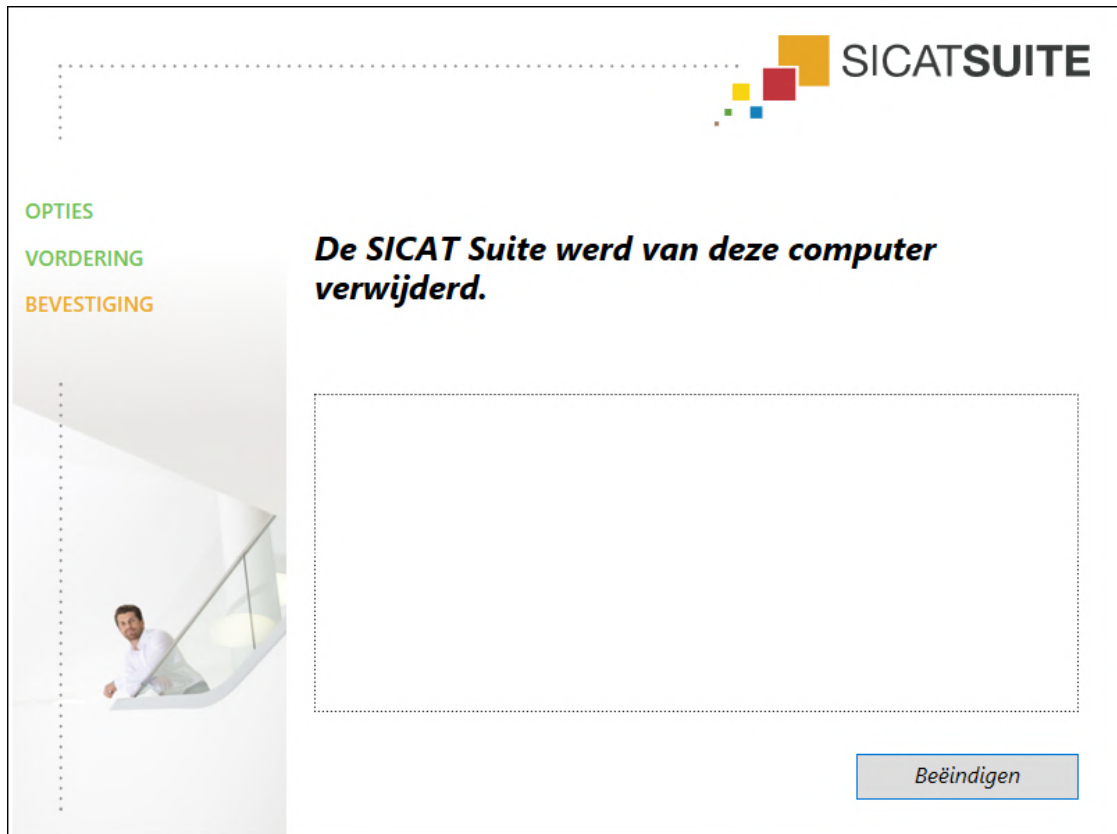 SICATSUITE
OPTIES
VORDERING
BEVESTIGING
De SICAT Suite werd van deze computer
verwijderd.
Beëindigen